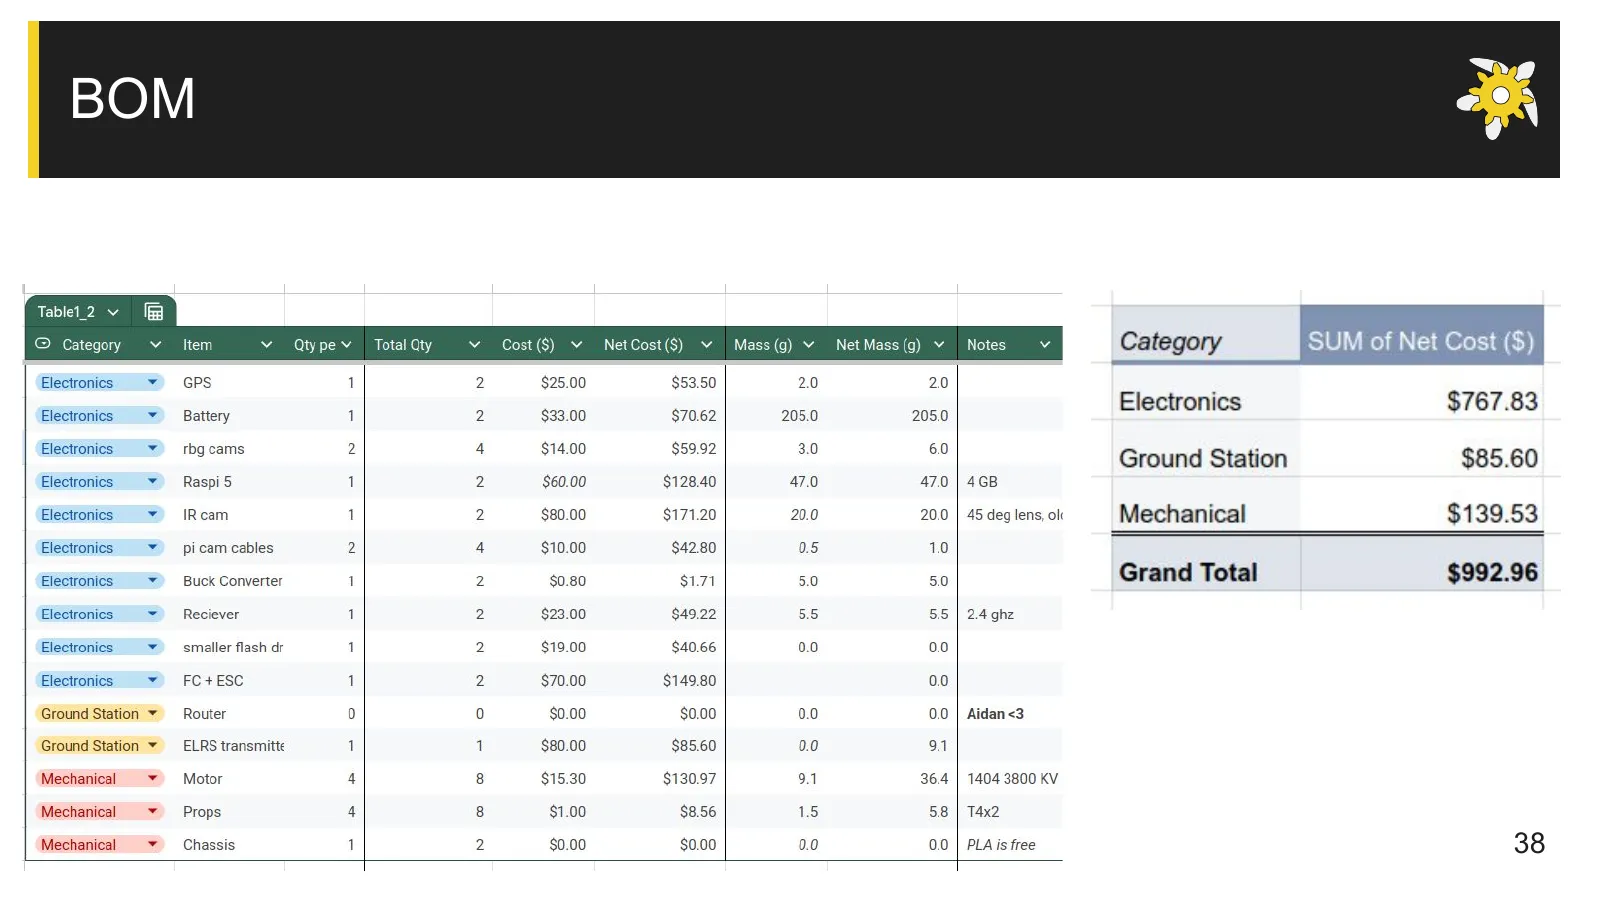 BOM
Table1_2
Category Item Qty pe Total Qty Cost ($) Net Cost ($) Mass (g) Net Mass (g) Notes
Electronics GPS 1 2 $25.00 $53.50 2.0 2.0
Electronics Battery 1 2 $33.00 $70.62 205.0 205.0
Electronics rbg cams 2 4 $14.00 $59.92 3.0 6.0
Electronics Raspi 5 1 2 $60.00 $128.40 47.0 47.0 4 GB
Electronics IR cam 1 2 $80.00 $171.20 20.0 20.0 45 deg lens, old
Electronics pi cam cables 2 4 $10.00 $42.80 0.5 1.0
Electronics Buck Converter 1 2 $0.80 $1.71 5.0 5.0
Electronics Reciever 1 2 $23.00 $49.22 5.5 5.5 2.4 ghz
Electronics smaller flash dr 1 2 $19.00 $40.66 0.0 0.0
Electronics FC + ESC 1 2 $70.00 $149.80 0.0
Ground Station Router 0 0 $0.00 $0.00 0.0 0.0 Aidan <3
Ground Station ELRS transmitte 1 1 $80.00 $85.60 0.0 9.1
Mechanical Motor 4 8 $15.30 $130.97 9.1 36.4 1404 3800 KV
Mechanical Props 4 8 $1.00 $8.56 1.5 5.8 T4x2
Mechanical Chassis 1 2 $0.00 $0.00 0.0 0.0 PLA is free
Category SUM of Net Cost ($)
Electronics $767.83
Ground Station $85.60
Mechanical $139.53
Grand Total $992.96
38